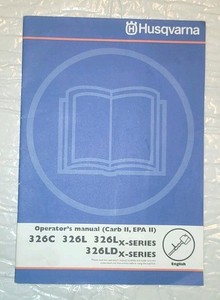 Husqvarna
Operator's manual (Carb II, EPA II)
326C 326L 326Lx-SERIES
326LDx-SERIES
English